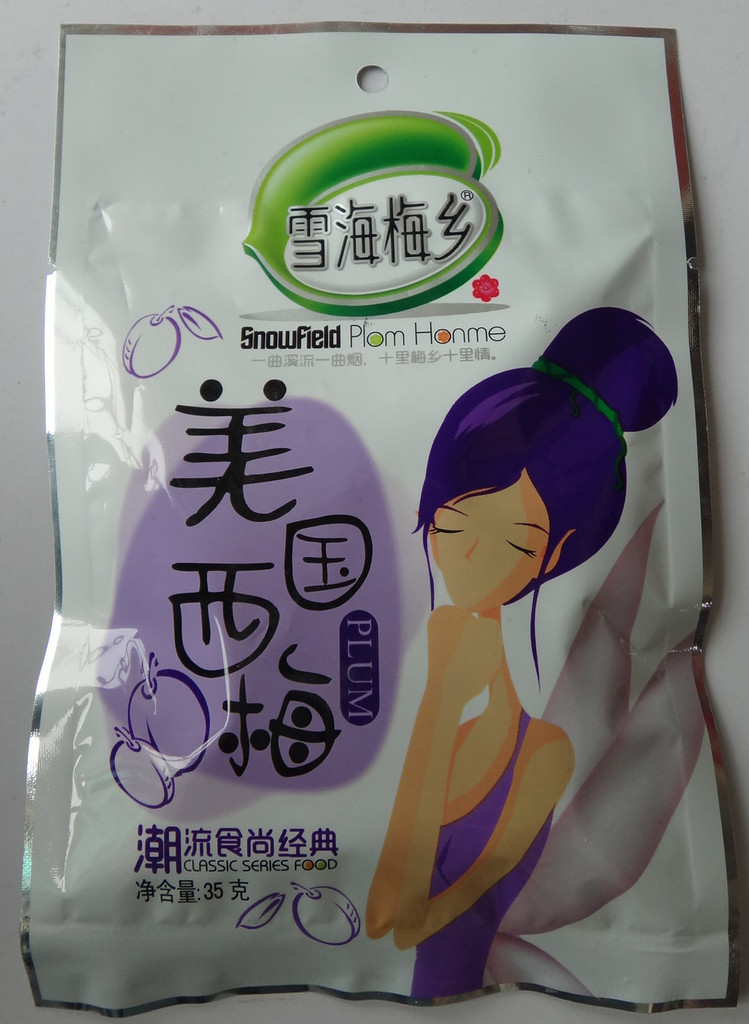 雪海梅乡®
Snowfield Plom Honme
一曲溪流一曲烟，十里梅乡十里情。
美国西梅
PLUM
潮流食尚经典
CLASSIC SERIES FOOD
净含量:35 克